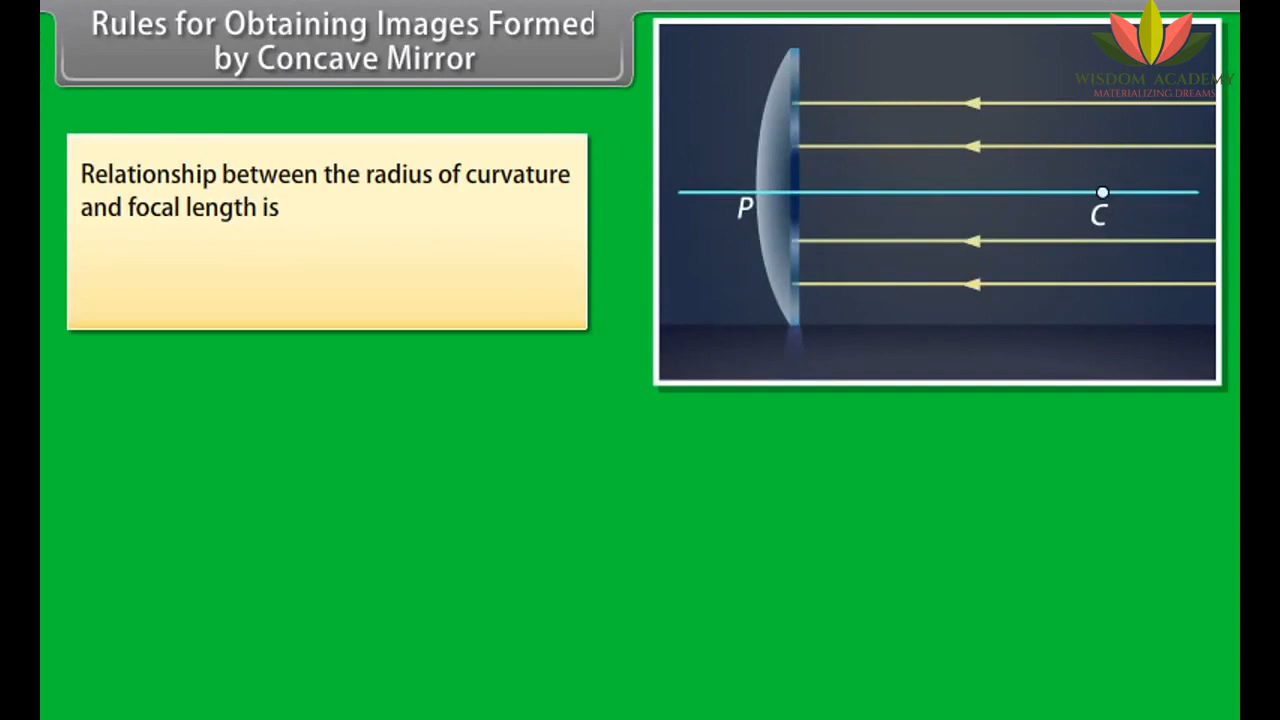 Rules for Obtaining Images Formed
by Concave Mirror
WISDOM ACADEMY
MATERIALIZING DREAMS
Relationship between the radius of curvature
and focal length is
P
C